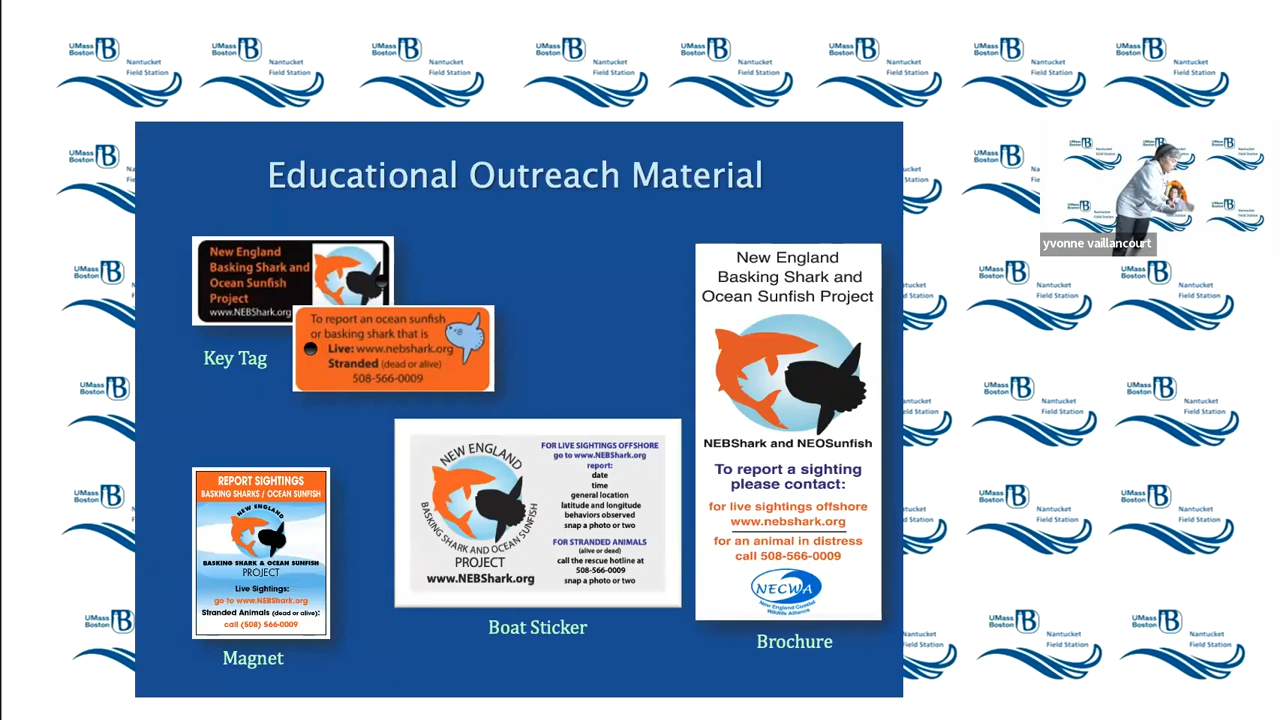 Educational Outreach Material
New England
Basking Shark and
Ocean Sunfish
Project
www.NEBShark.org
To report an ocean sunfish
or basking shark that is
Live: www.nebshark.org
Stranded (dead or alive)
508-566-0009
Key Tag
REPORT SIGHTINGS
BASKING SHARKS / OCEAN SUNFISH
NEW ENGLAND
BASKING SHARK & OCEAN SUNFISH
PROJECT
Live Sightings:
go to www.NEBShark.org
Stranded Animals (dead or alive):
call (508) 566-0009
Magnet
NEW ENGLAND
BASKING SHARK AND OCEAN SUNFISH
PROJECT
www.NEBShark.org
FOR LIVE SIGHTINGS OFFSHORE
go to www.NEBShark.org
report:
date
time
general location
latitude and longitude
behaviors observed
snap a photo or two
FOR STRANDED ANIMALS
(alive or dead)
call the rescue hotline at
508-566-0009
snap a photo or two
Boat Sticker
New England
Basking Shark and
Ocean Sunfish Project
NEBShark and NEOSunfish
To report a sighting
please contact:
for live sightings offshore
www.nebshark.org
for an animal in distress
call 508-566-0009
NECWA
New England Coastal
Wildlife Alliance
Brochure
yvonne vaillancourt
UMass
Boston
Nantucket
Field Station